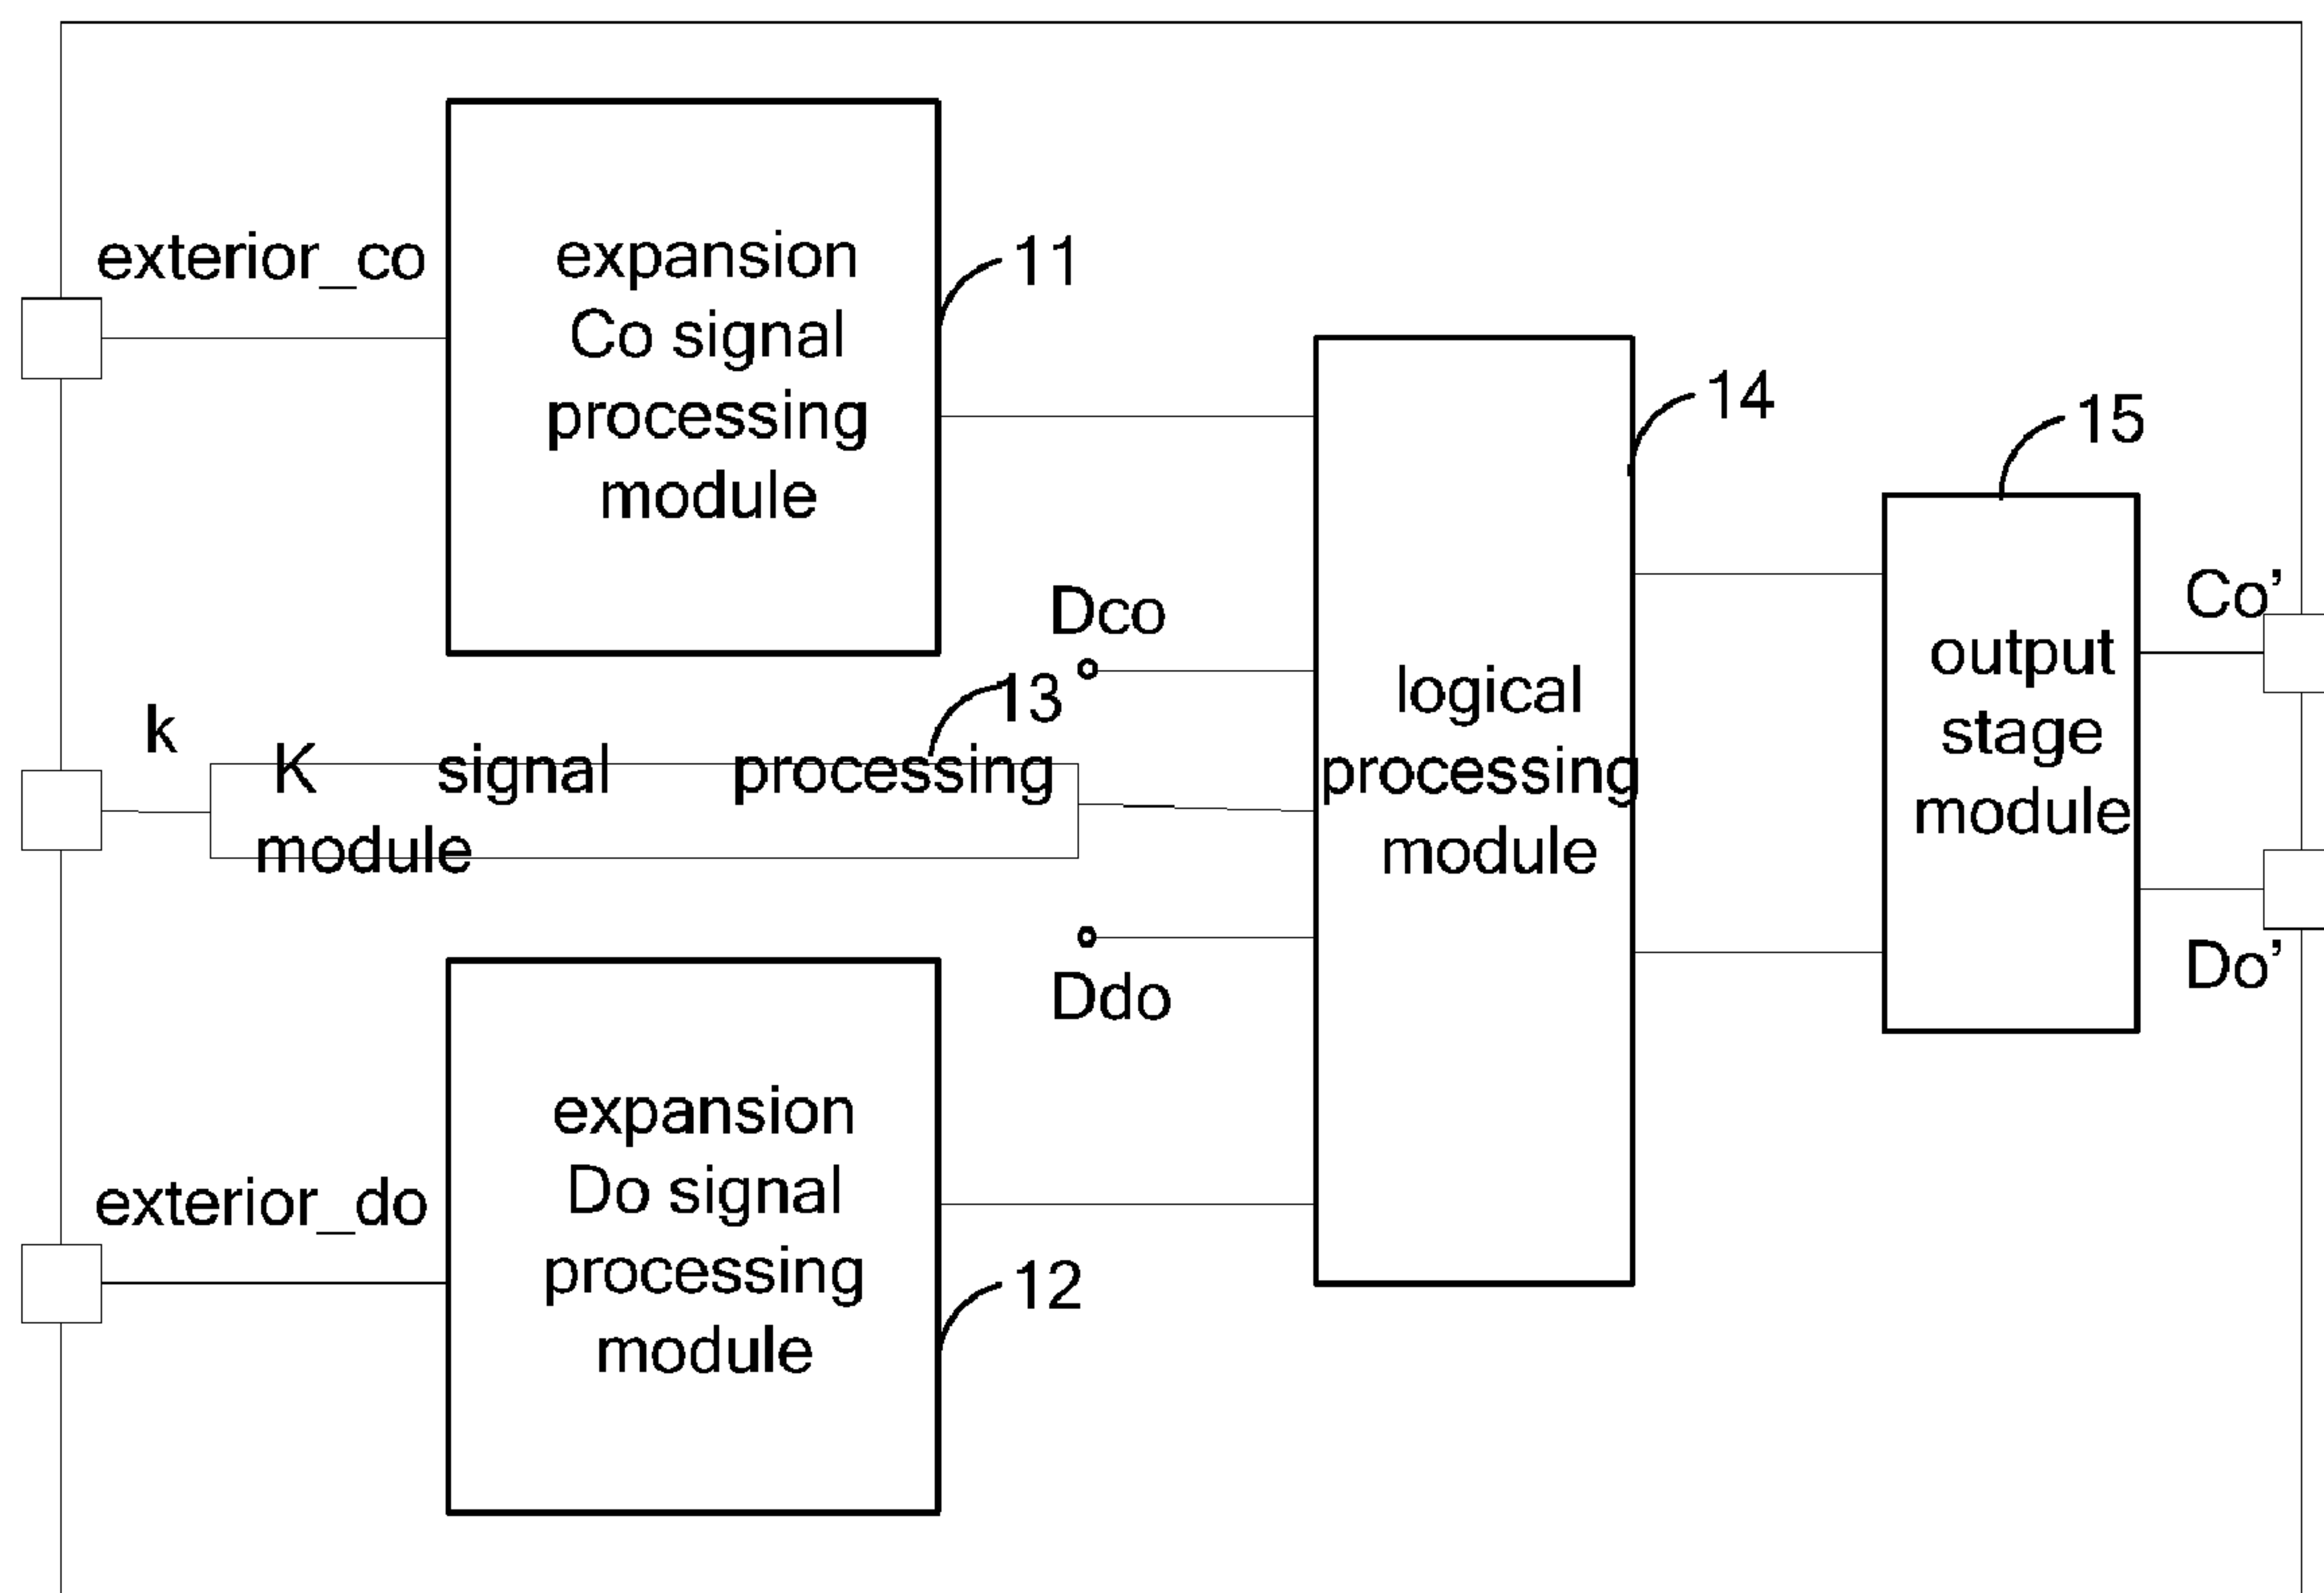 exterior_co
expansion
Co signal
processing
module
11
14
15
Dco
13
k
K signal processing
module
logical
processing
module
output
stage
module
Co’
Do’
Ddo
exterior_do
expansion
Do signal
processing
module
12